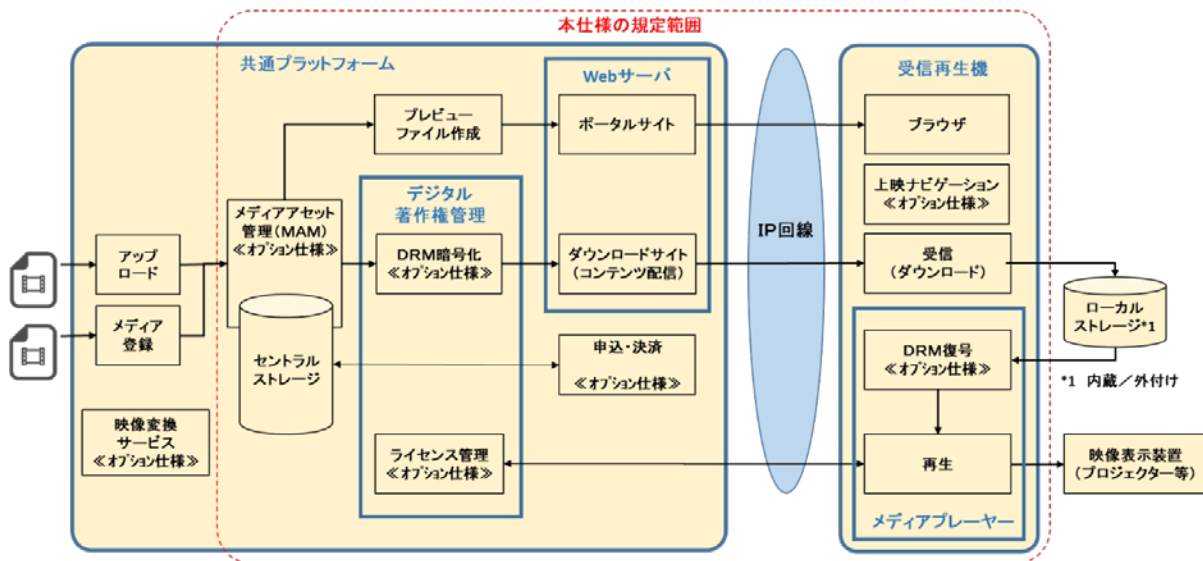 本仕様の規定範囲
共通プラットフォーム
Webサーバ
受信再生機
プレビュー
ファイル作成
ポータルサイト
ブラウザ
上映ナビゲーション
≪オプション仕様≫
デジタル
著作権管理
メディアアセット
管理(MAM)
≪オプション仕様≫
IP回線
アップ
ロード
DRM暗号化
≪オプション仕様≫
ダウンロードサイト
(コンテンツ配信)
受信
(ダウンロード)
メディア
登録
セントラル
ストレージ
申込・決済
≪オプション仕様≫
DRM復号
≪オプション仕様≫
ローカル
ストレージ*1
*1 内蔵/外付け
映像変換
サービス
≪オプション仕様≫
ライセンス管理
≪オプション仕様≫
再生
映像表示装置
(プロジェクター等)
メディアプレーヤー